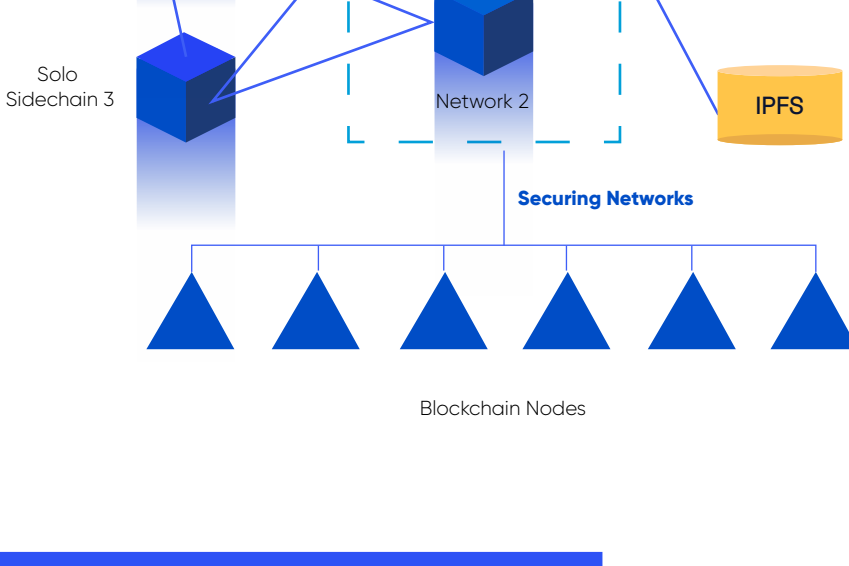 Solo
Sidechain 3
Network 2
IPFS
Securing Networks
Blockchain Nodes